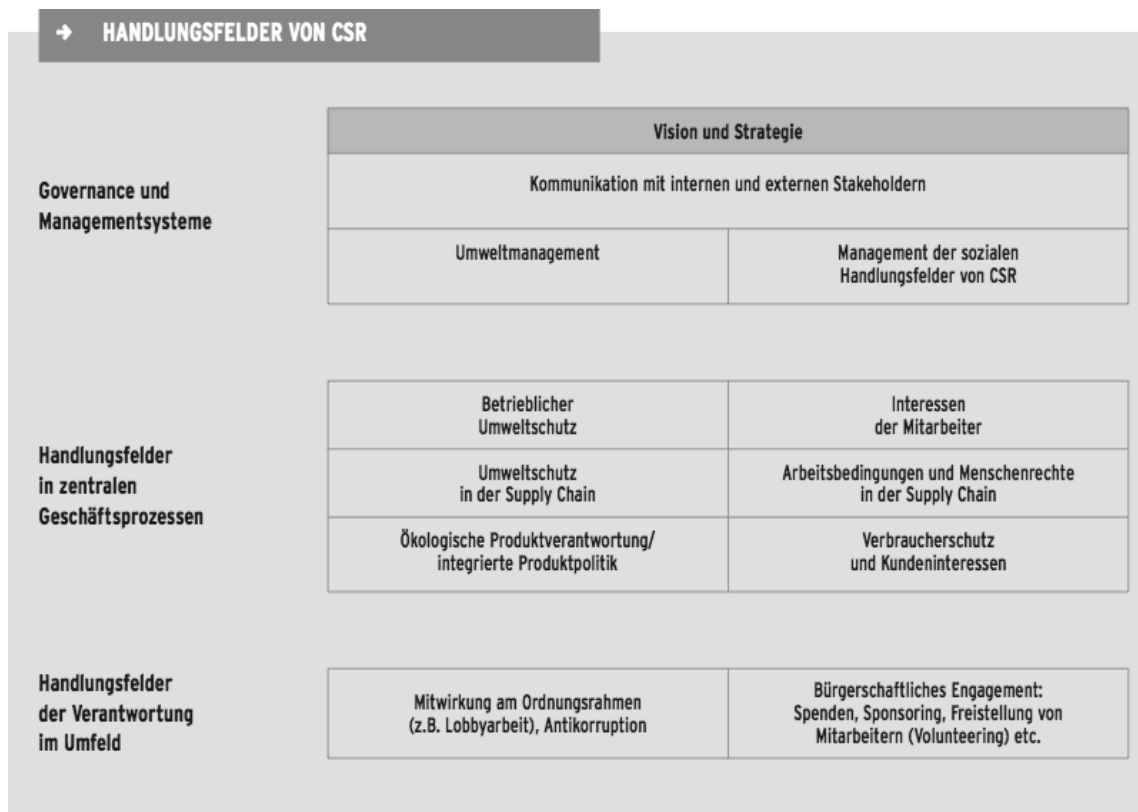 → HANDLUNGSFELDER VON CSR
Governance und
Managementsysteme
Vision und Strategie
Kommunikation mit internen und externen Stakeholdern
Umweltmanagement
Management der sozialen
Handlungsfelder von CSR
Handlungsfelder
in zentralen
Geschäftsprozessen
Betrieblicher
Umweltschutz
Interessen
der Mitarbeiter
Umweltschutz
in der Supply Chain
Arbeitsbedingungen und Menschenrechte
in der Supply Chain
Ökologische Produktverantwortung/
integrierte Produktpolitik
Verbraucherschutz
und Kundeninteressen
Handlungsfelder
der Verantwortung
im Umfeld
Mitwirkung am Ordnungsrahmen
(z.B. Lobbyarbeit), Antikorruption
Bürgerschaftliches Engagement:
Spenden, Sponsoring, Freistellung von
Mitarbeitern (Volunteering) etc.